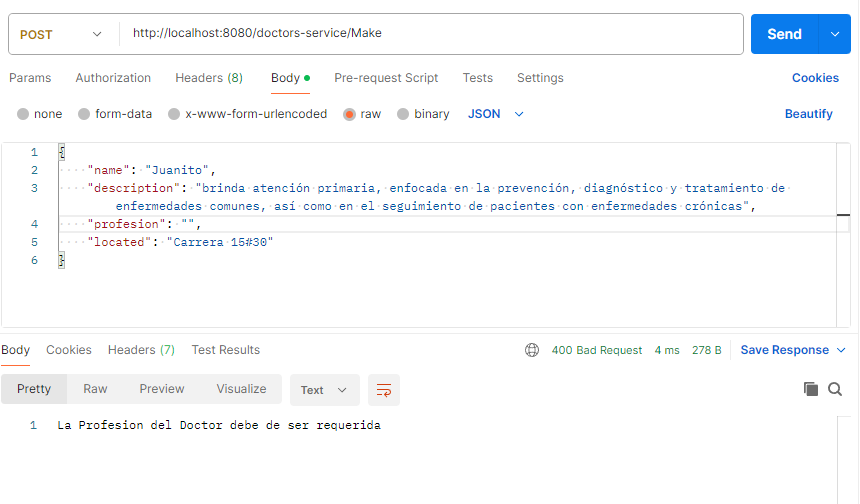 POST http://localhost:8080/doctors-service/Make Send
Params Authorization Headers (8) Body Pre-request Script Tests Settings Cookies
none form-data x-www-form-urlencoded raw binary JSON Beautify
1 {
2 "name": "Juanito",
3 "description": "brinda atención primaria, enfocada en la prevención, diagnóstico y tratamiento de
enfermedades comunes, así como en el seguimiento de pacientes con enfermedades crónicas",
4 "profesion": "",
5 "located": "Carrera 15#30"
6 }
Body Cookies Headers (7) Test Results 400 Bad Request 4 ms 278 B Save Response
Pretty Raw Preview Visualize Text
1 La Profesion del Doctor debe de ser requerida